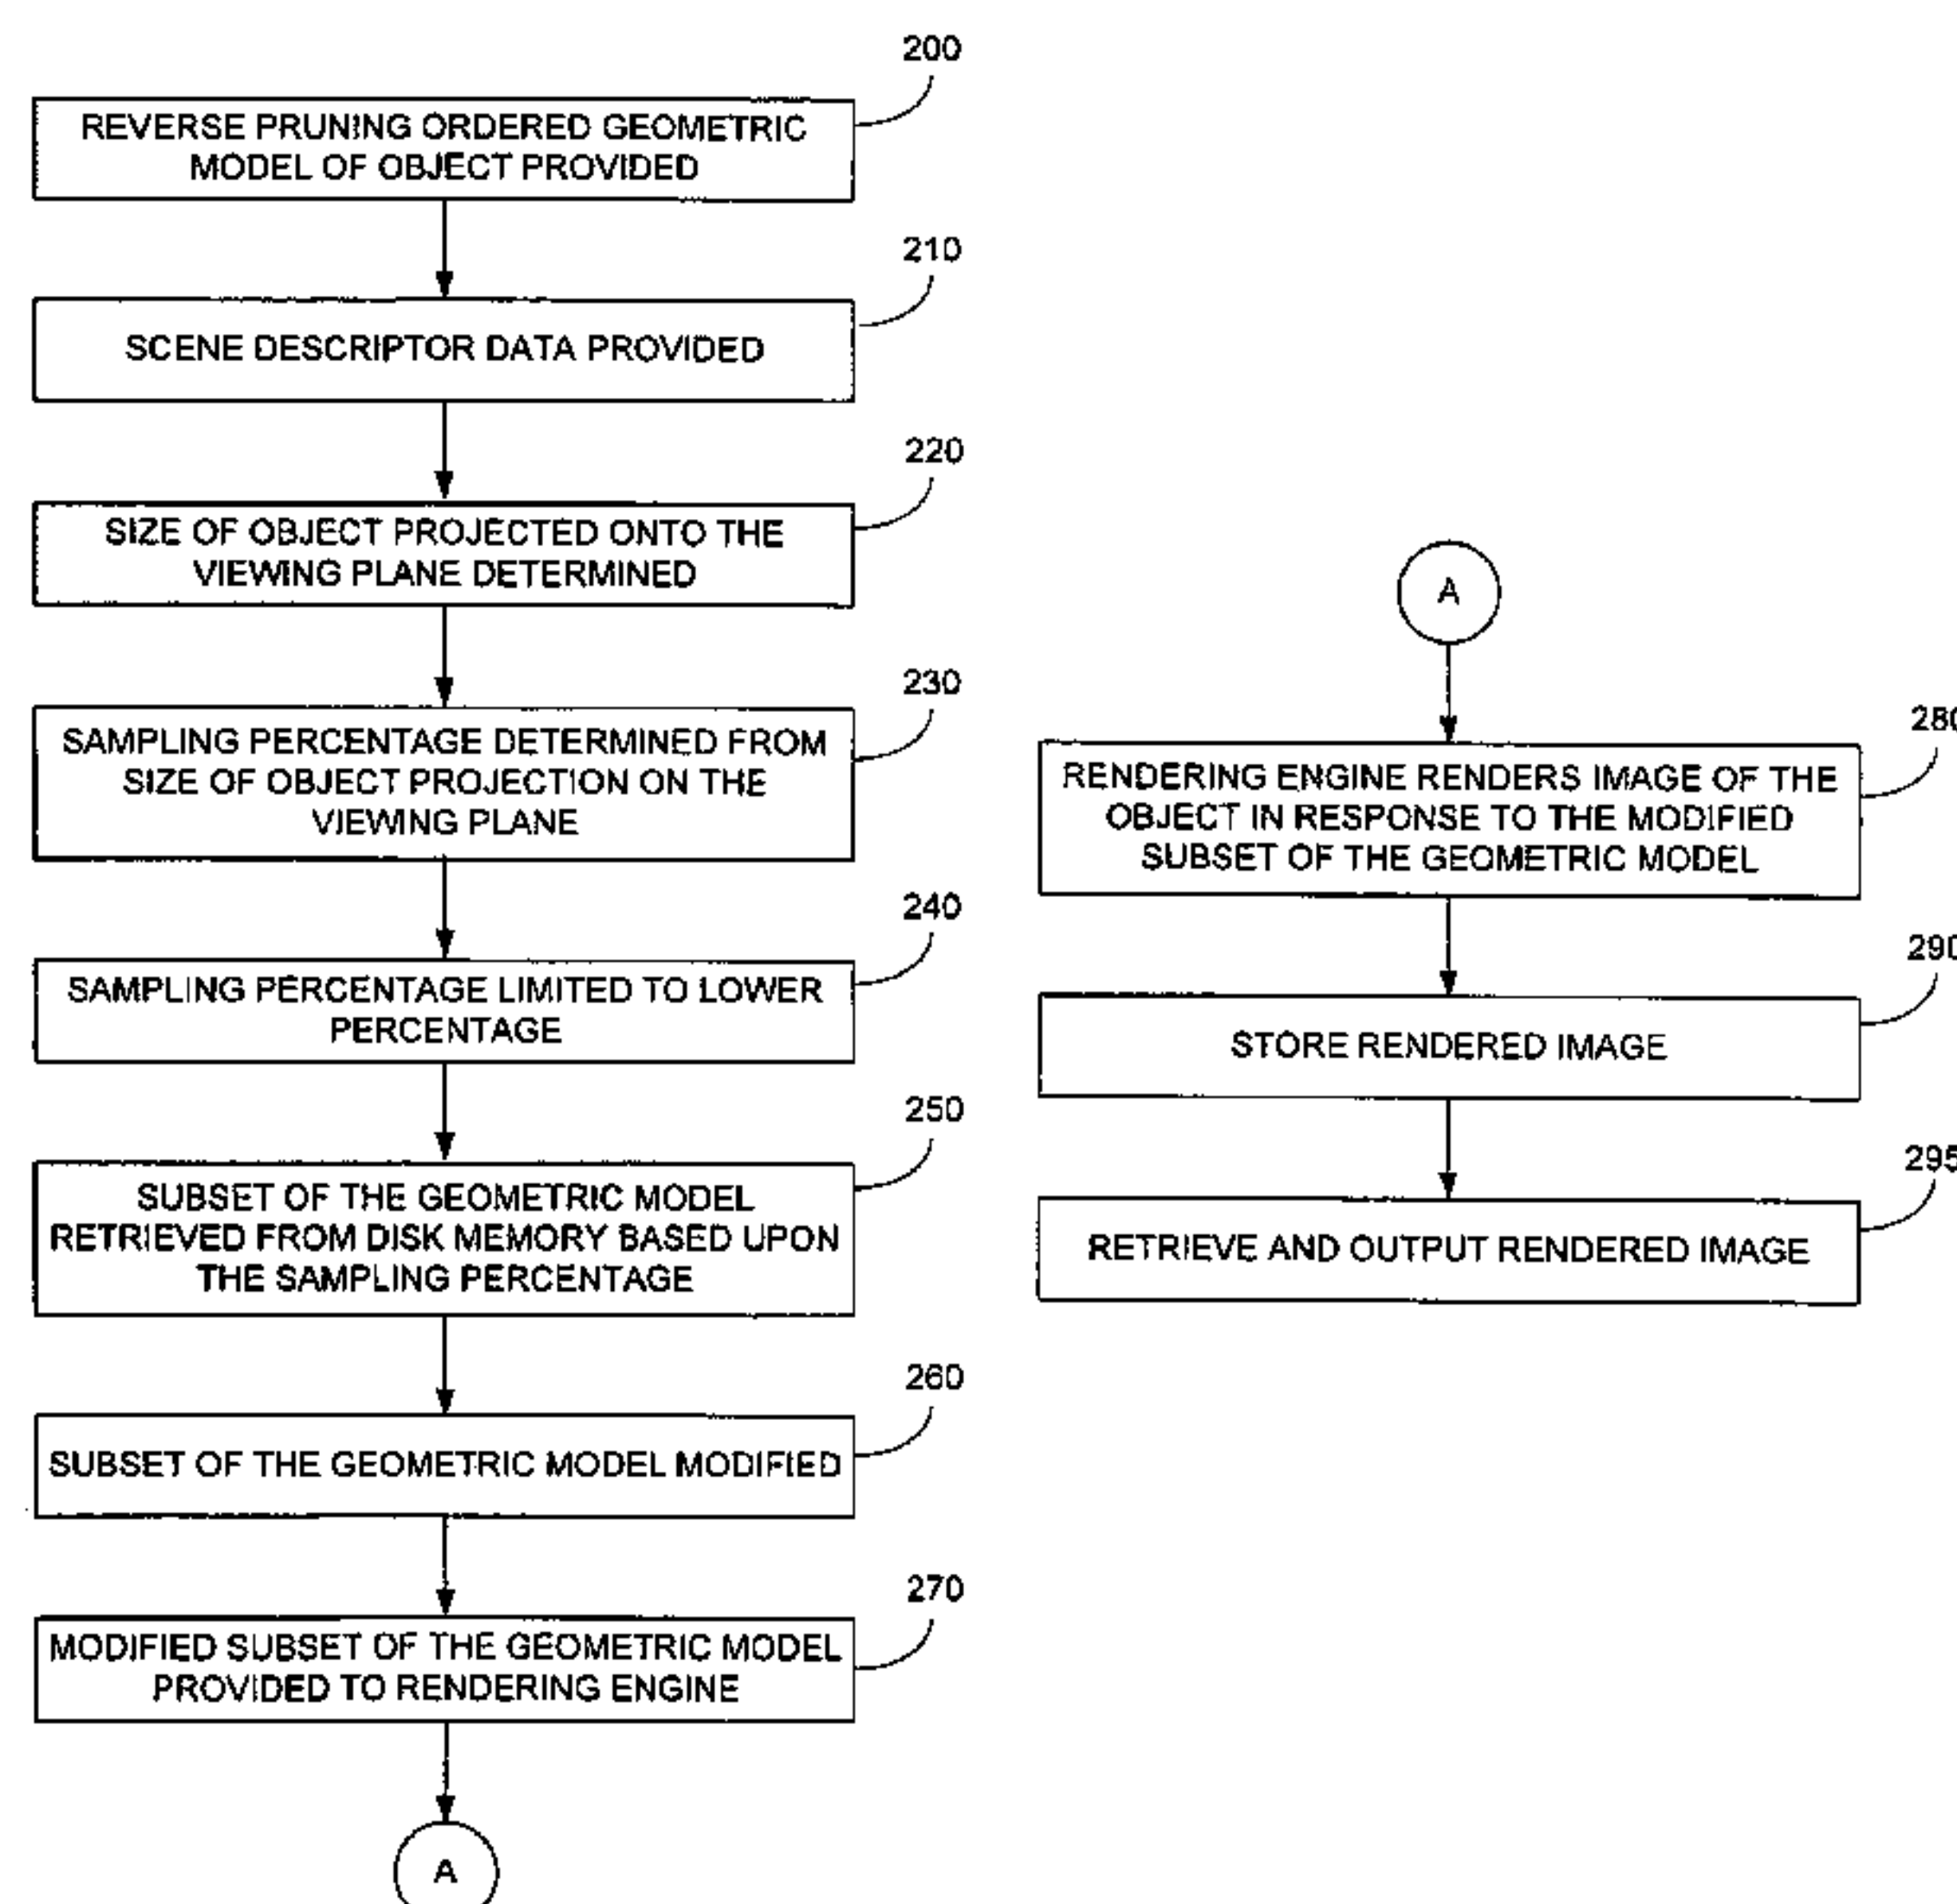 200
REVERSE PRUNING ORDERED GEOMETRIC
MODEL OF OBJECT PROVIDED
210
SCENE DESCRIPTOR DATA PROVIDED
220
SIZE OF OBJECT PROJECTED ONTO THE
VIEWING PLANE DETERMINED
230
SAMPLING PERCENTAGE DETERMINED FROM
SIZE OF OBJECT PROJECTION ON THE
VIEWING PLANE
240
SAMPLING PERCENTAGE LIMITED TO LOWER
PERCENTAGE
250
SUBSET OF THE GEOMETRIC MODEL
RETRIEVED FROM DISK MEMORY BASED UPON
THE SAMPLING PERCENTAGE
260
SUBSET OF THE GEOMETRIC MODEL MODIFIED
270
MODIFIED SUBSET OF THE GEOMETRIC MODEL
PROVIDED TO RENDERING ENGINE
A
A
280
RENDERING ENGINE RENDERS IMAGE OF THE
OBJECT IN RESPONSE TO THE MODIFIED
SUBSET OF THE GEOMETRIC MODEL
290
STORE RENDERED IMAGE
295
RETRIEVE AND OUTPUT RENDERED IMAGE